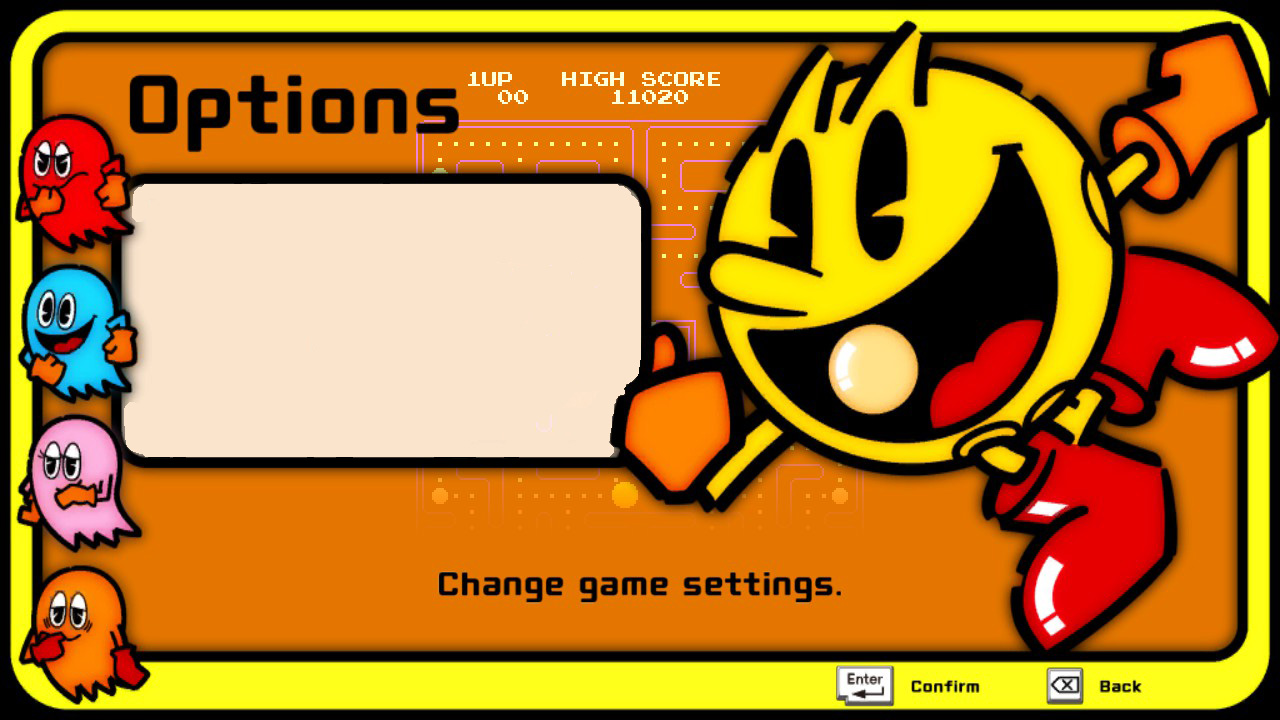 Options
1UP HIGH SCORE
00 11020
Change game settings.
Enter Confirm Back